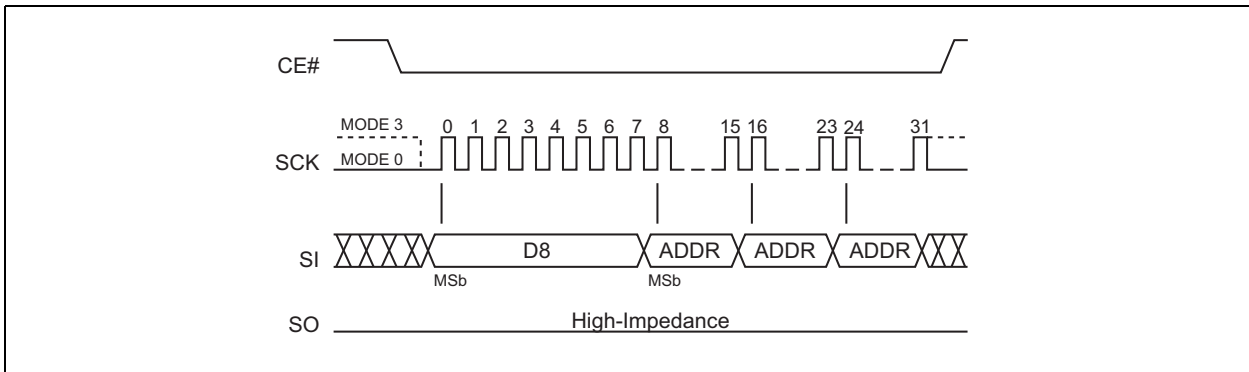 CE#
MODE 3 0 1 2 3 4 5 6 7 8 15 16 23 24 31
SCK MODE 0
SI D8 ADDR ADDR ADDR
MSb MSb
SO High-Impedance